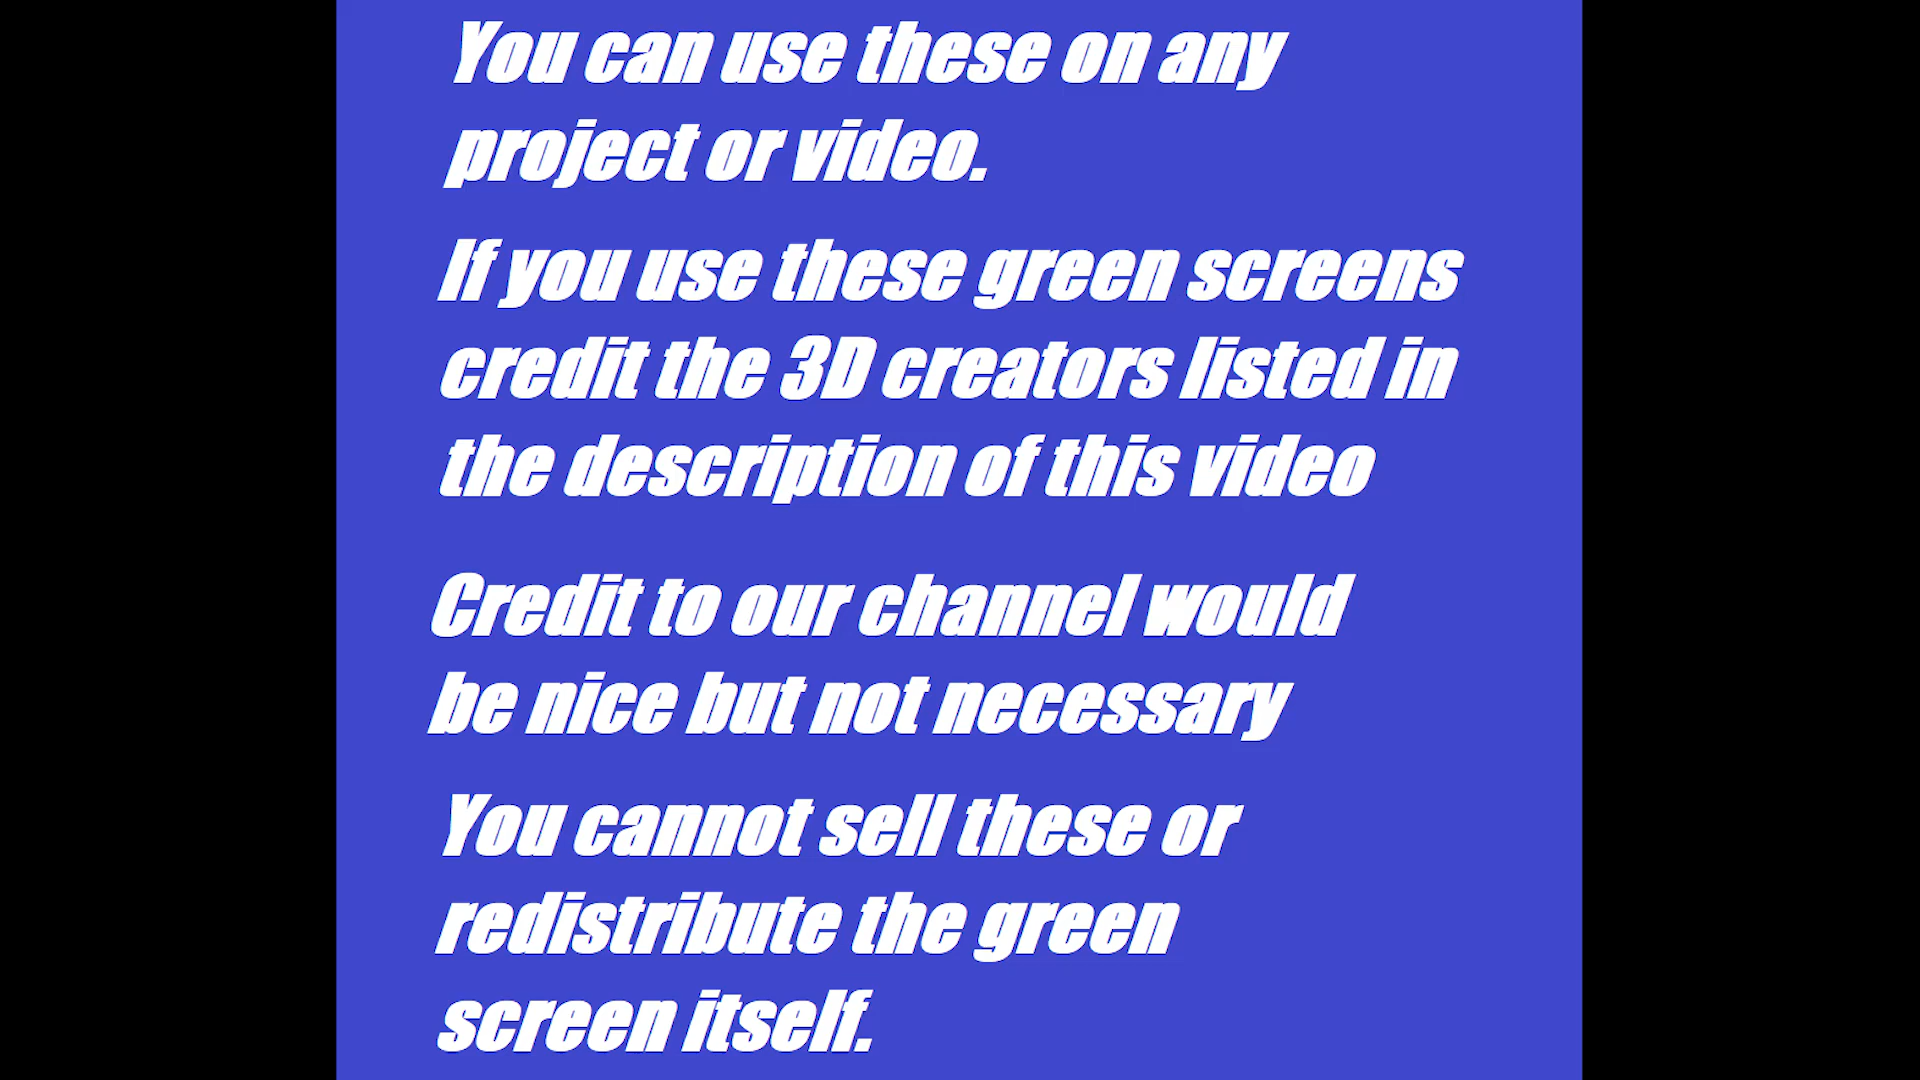 You can use these on any
project or video.
If you use these green screens
credit the 3D creators listed in
the description of this video
Credit to our channel would
be nice but not necessary
You cannot sell these or
redistribute the green
screen itself.